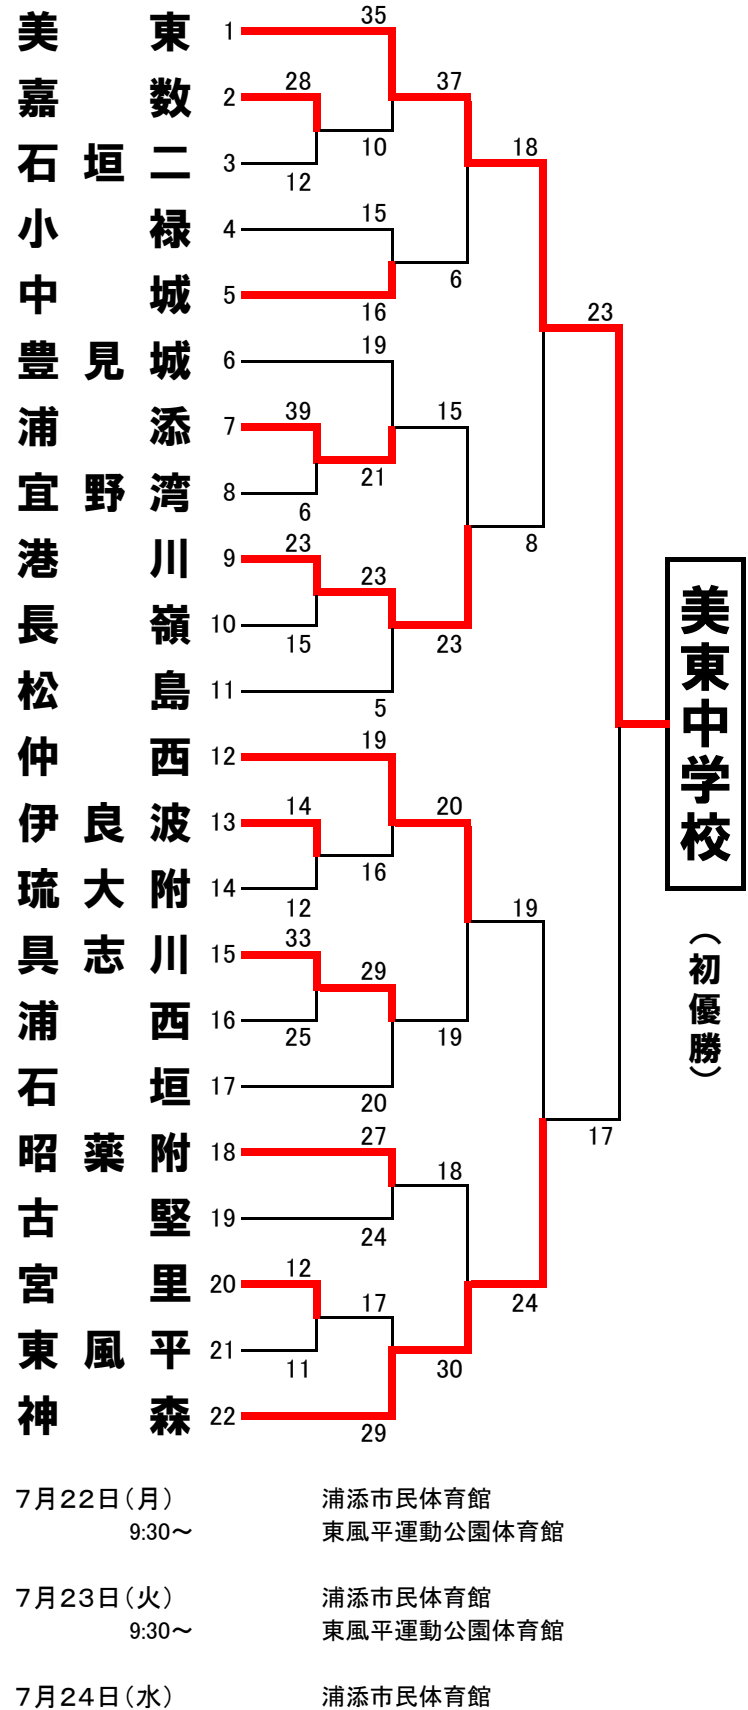 35
美東 1
28 37
嘉数 2
10 18
石垣二 3
12
15
小禄 4
6
中城 5
16 23
19
豊見城 6
39 15
浦添 7
21
宜野湾 8
6
23 8
港川 9
23
長嶺 10
15 23
松島 11
5
19
仲西 12
14 20
伊良波 13
16
琉大附 14
12 19
33
具志川 15
29
浦西 16
25 19
石垣 17
20
27 17
昭薬附 18
18
古堅 19
24
12
宮里 20
17 24
東風平 21
11 30
神森 22
29
美東中学校
（初優勝）
7月22日（月） 浦添市民体育館
9:30～ 東風平運動公園体育館
7月23日（火） 浦添市民体育館
9:30～ 東風平運動公園体育館
7月24日（水） 浦添市民体育館